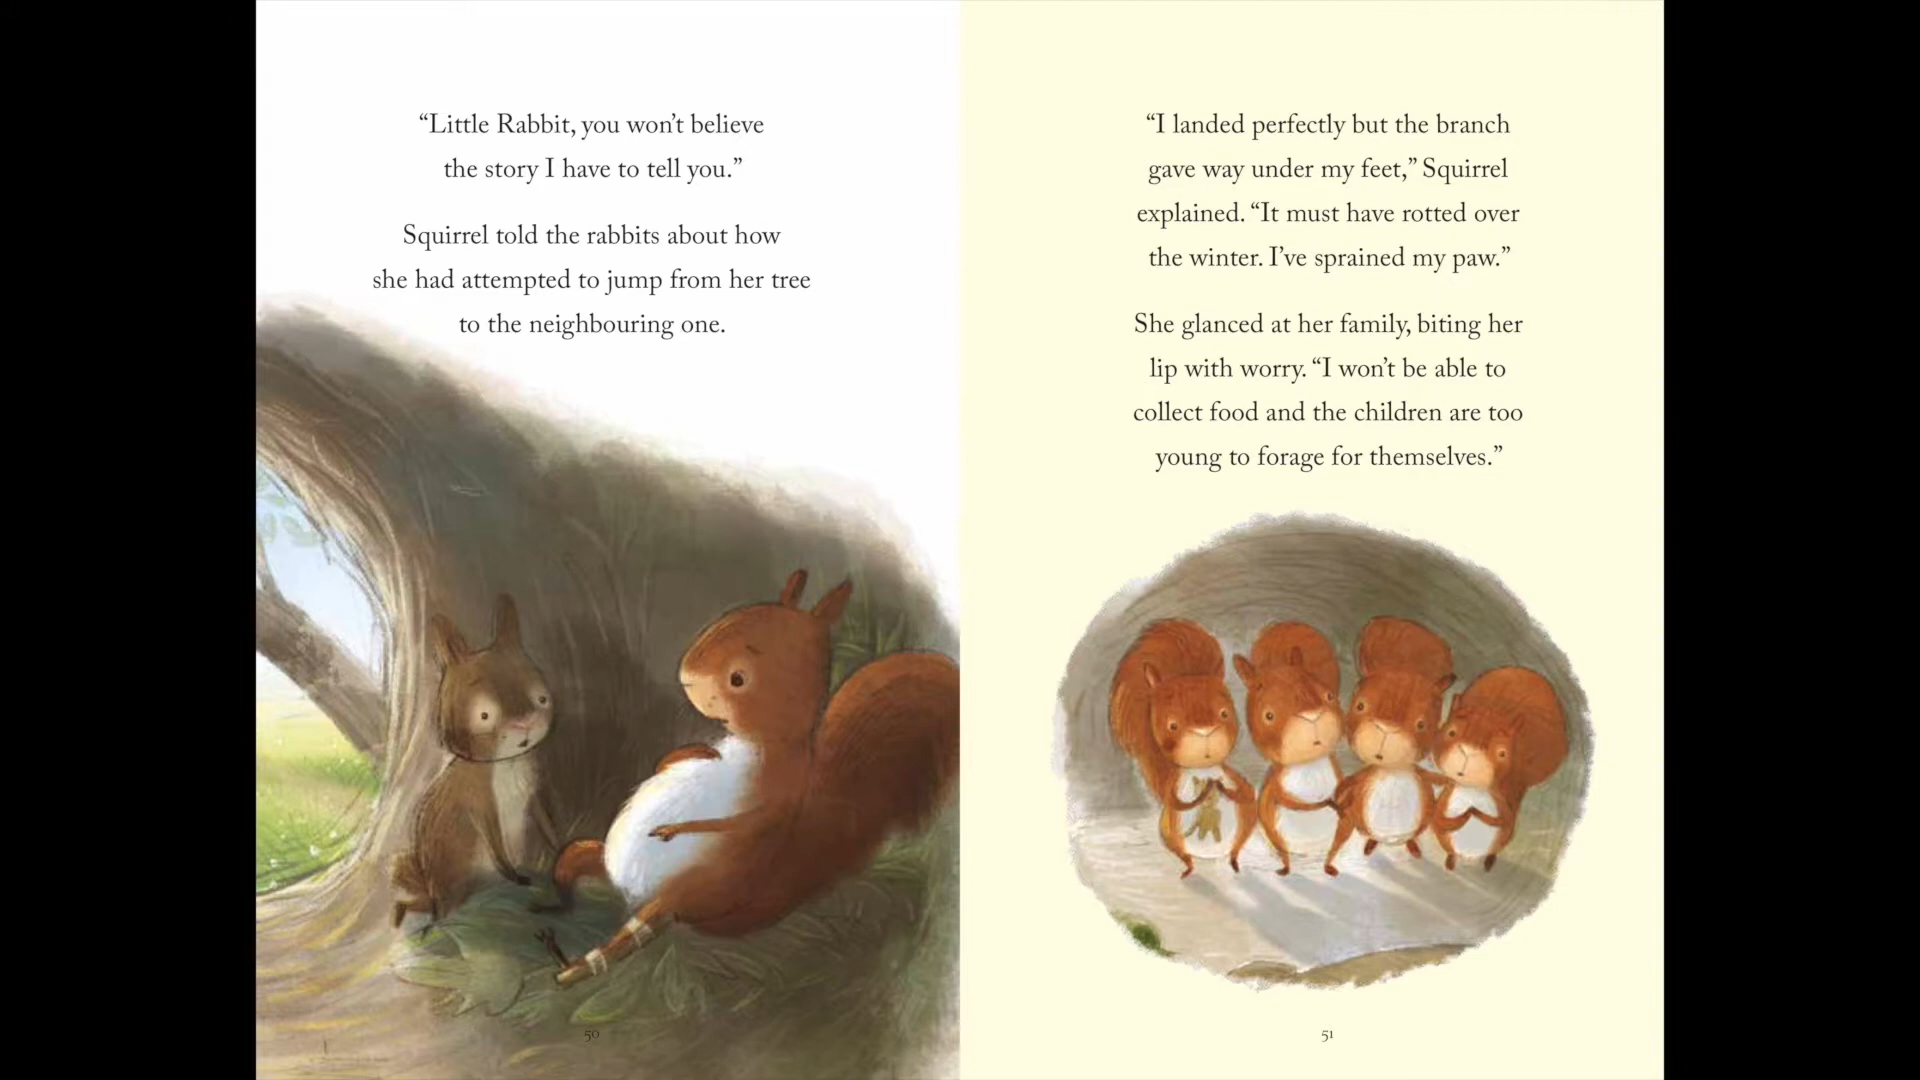 “Little Rabbit, you won’t believe
the story I have to tell you.”
Squirrel told the rabbits about how
she had attempted to jump from her tree
to the neighbouring one.
50
“I landed perfectly but the branch
gave way under my feet,” Squirrel
explained. “It must have rotted over
the winter. I’ve sprained my paw.”
She glanced at her family, biting her
lip with worry. “I won’t be able to
collect food and the children are too
young to forage for themselves.”
51